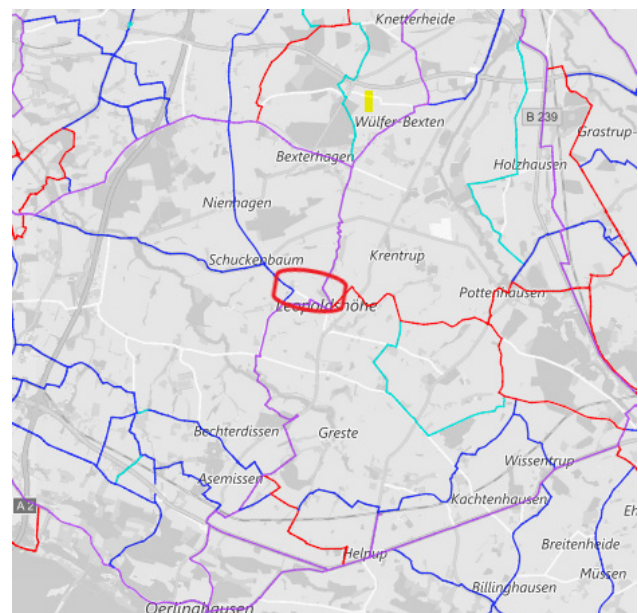 Knetterheide
Wülfer-Bexten
B 239
Grastrup-
Bexterhagen
Holzhausen
Nienhagen
Schuckenbaum
Krentrup
Pottenhausen
Leopoldshöhe
Bechterdissen
Greste
Asemissen
Wissentrup
Kachtenhausen
A 2
Eh
Helpup
Breitenheide
Müssen
Billinghausen
Oerlinghausen